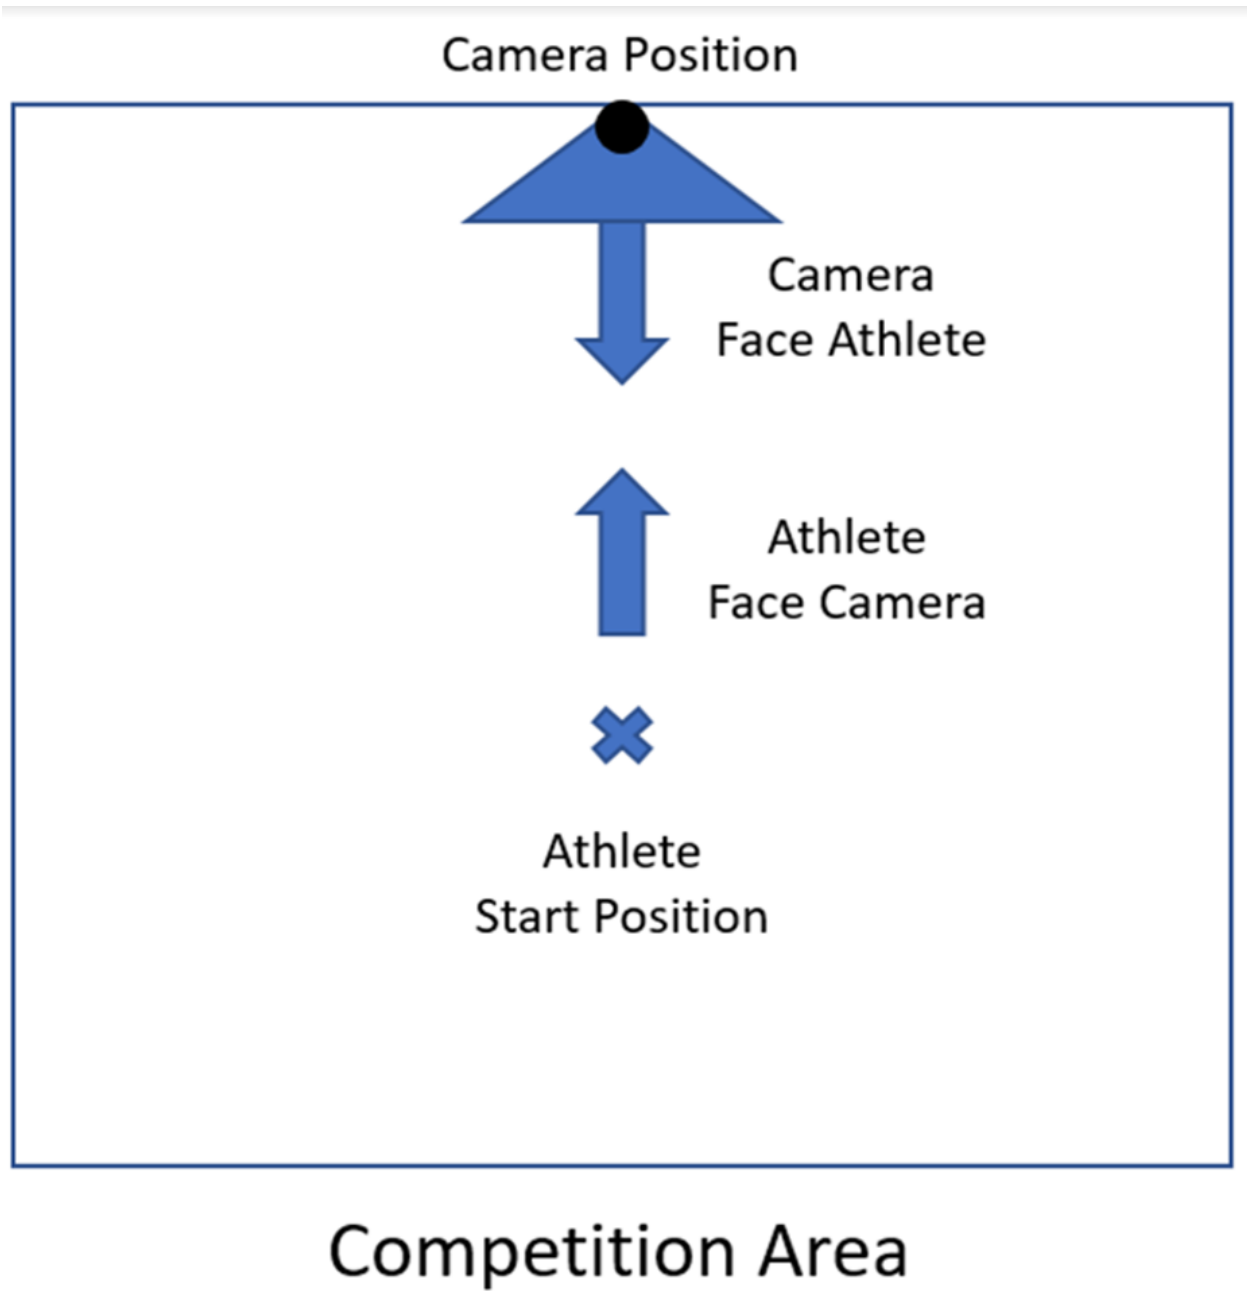 Camera Position
Camera
Face Athlete
Athlete
Face Camera
Athlete
Start Position
Competition Area